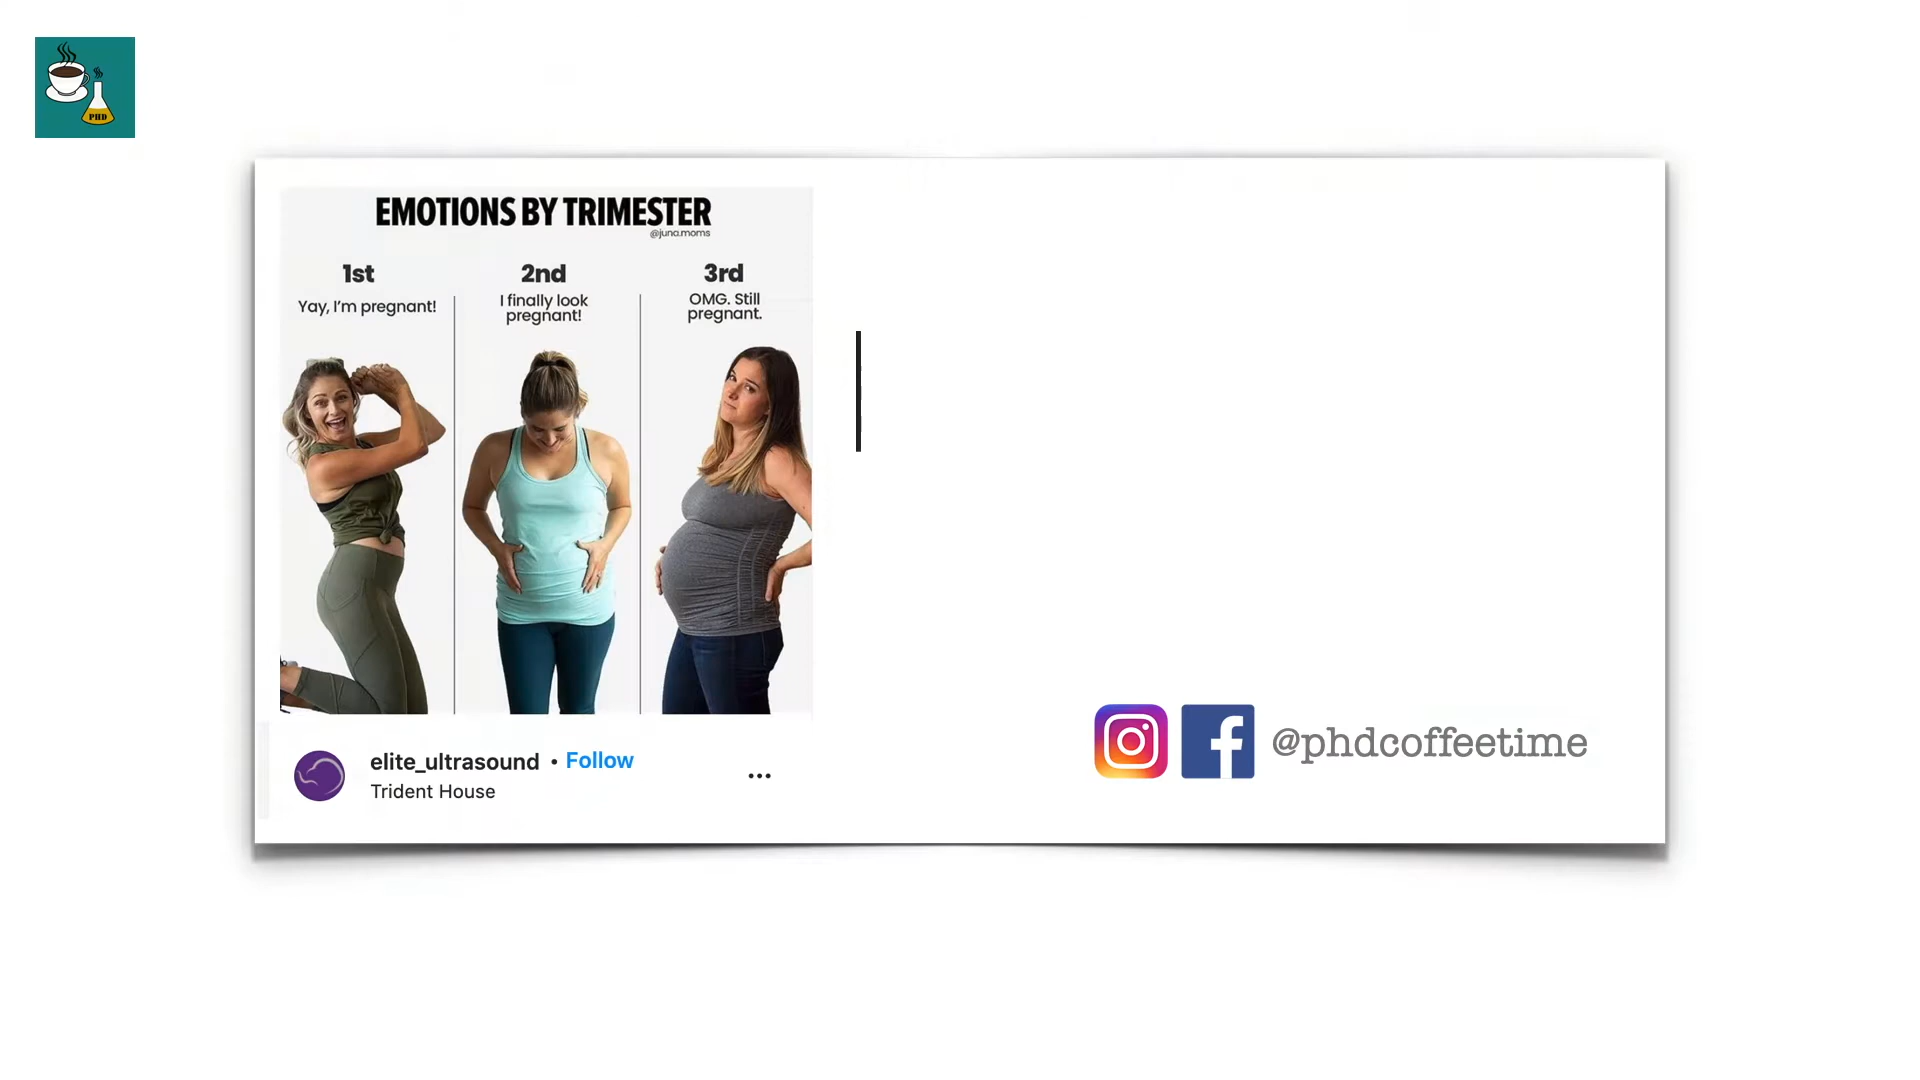 PHD
EMOTIONS BY TRIMESTER
@juna.moms
1st
Yay, I'm pregnant!
2nd
I finally look
pregnant!
3rd
OMG. Still
pregnant.
elite_ultrasound • Follow
Trident House
@phdcoffeetime